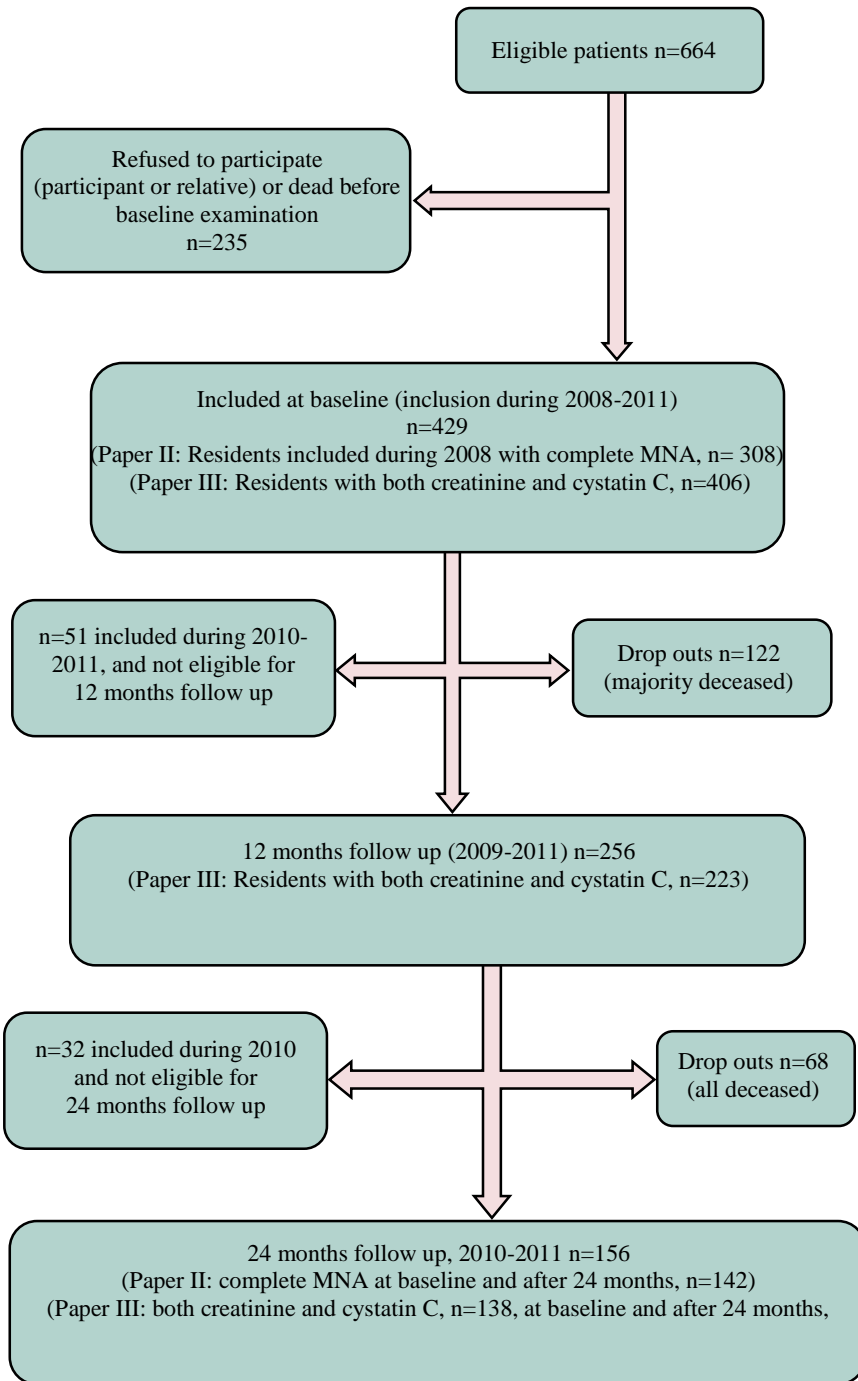 Eligible patients n=664
Refused to participate
(participant or relative) or dead before
baseline examination
n=235
Included at baseline (inclusion during 2008-2011)
n=429
(Paper II: Residents included during 2008 with complete MNA, n= 308)
(Paper III: Residents with both creatinine and cystatin C, n=406)
n=51 included during 2010-
2011, and not eligible for
12 months follow up
Drop outs n=122
(majority deceased)
12 months follow up (2009-2011) n=256
(Paper III: Residents with both creatinine and cystatin C, n=223)
n=32 included during 2010
and not eligible for
24 months follow up
Drop outs n=68
(all deceased)
24 months follow up, 2010-2011 n=156
(Paper II: complete MNA at baseline and after 24 months, n=142)
(Paper III: both creatinine and cystatin C, n=138, at baseline and after 24 months,